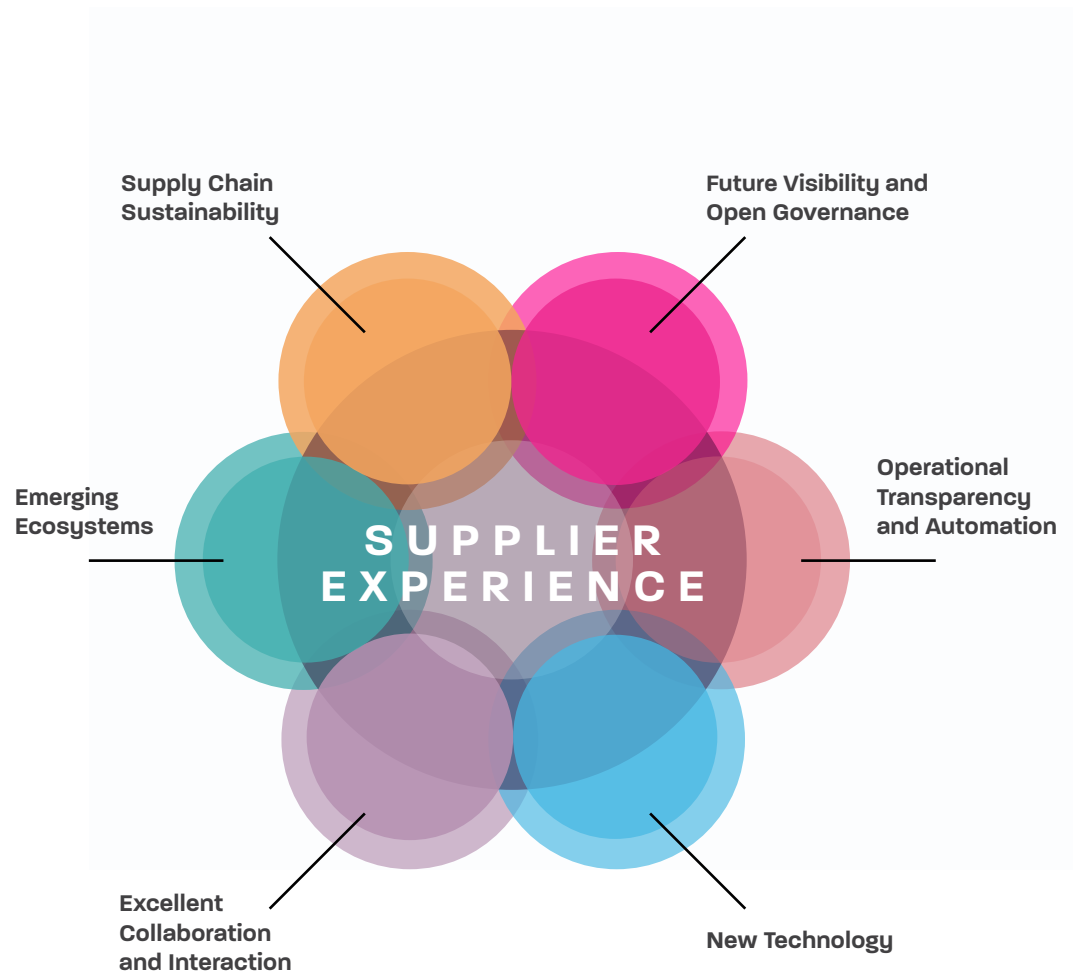 Supply Chain
Sustainability
Future Visibility and
Open Governance
Operational
Transparency
and Automation
Emerging
Ecosystems
SUPPLIER
EXPERIENCE
Excellent
Collaboration
and Interaction
New Technology